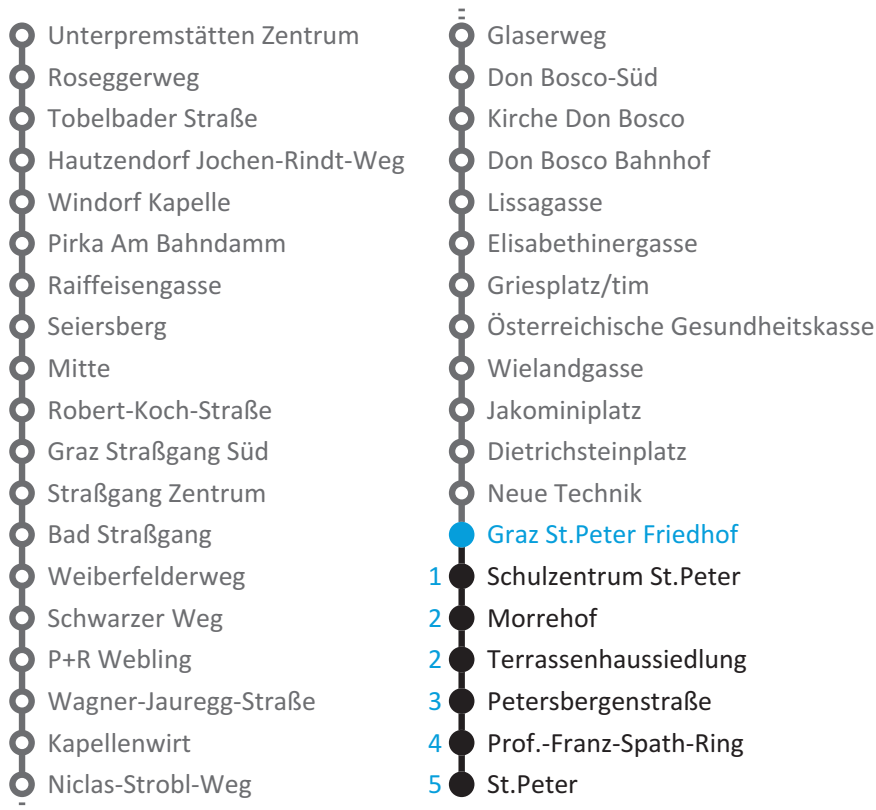 Unterpremstätten Zentrum
Roseggerweg
Tobelbader Straße
Hautzendorf Jochen-Rindt-Weg
Windorf Kapelle
Pirka Am Bahndamm
Raiffeisengasse
Seiersberg
Mitte
Robert-Koch-Straße
Graz Straßgang Süd
Straßgang Zentrum
Bad Straßgang
Weiberfelderweg
Schwarzer Weg
P+R Webling
Wagner-Jauregg-Straße
Kapellenwirt
Niclas-Strobl-Weg
Glaserweg
Don Bosco-Süd
Kirche Don Bosco
Don Bosco Bahnhof
Lissagasse
Elisabethinergasse
Griesplatz/tim
Österreichische Gesundheitskasse
Wielandgasse
Jakominiplatz
Dietrichsteinplatz
Neue Technik
Graz St.Peter Friedhof
1 Schulzentrum St.Peter
2 Morrehof
2 Terrassenhaussiedlung
3 Petersbergenstraße
4 Prof.-Franz-Spath-Ring
5 St.Peter